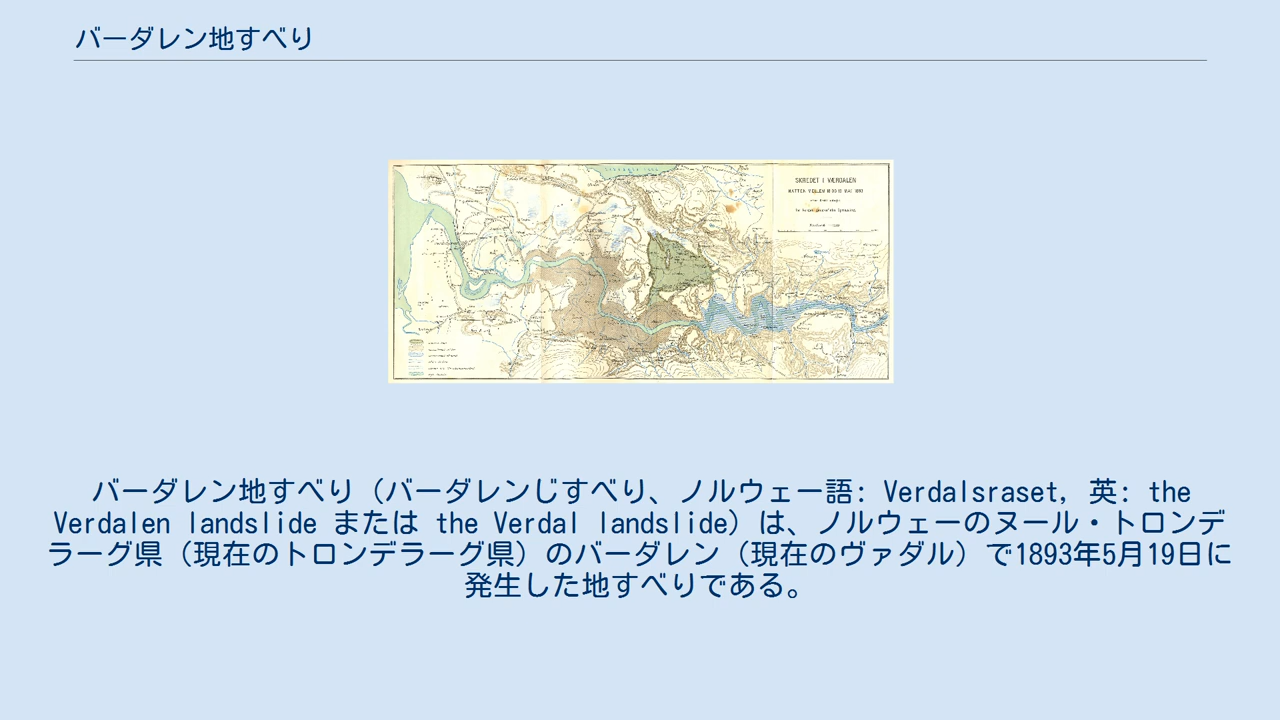 バーダレン地すべり
SKREDET I VÆRDALEN
バーダレン地すべり（バーダレンじすべり、ノルウェー語: Verdalsraset, 英: the
Verdalen landslide または the Verdal landslide）は、ノルウェーのヌール・トロンデ
ラーグ県（現在のトロンデラーグ県）のバーダレン（現在のヴァダル）で1893年5月19日に
発生した地すべりである。